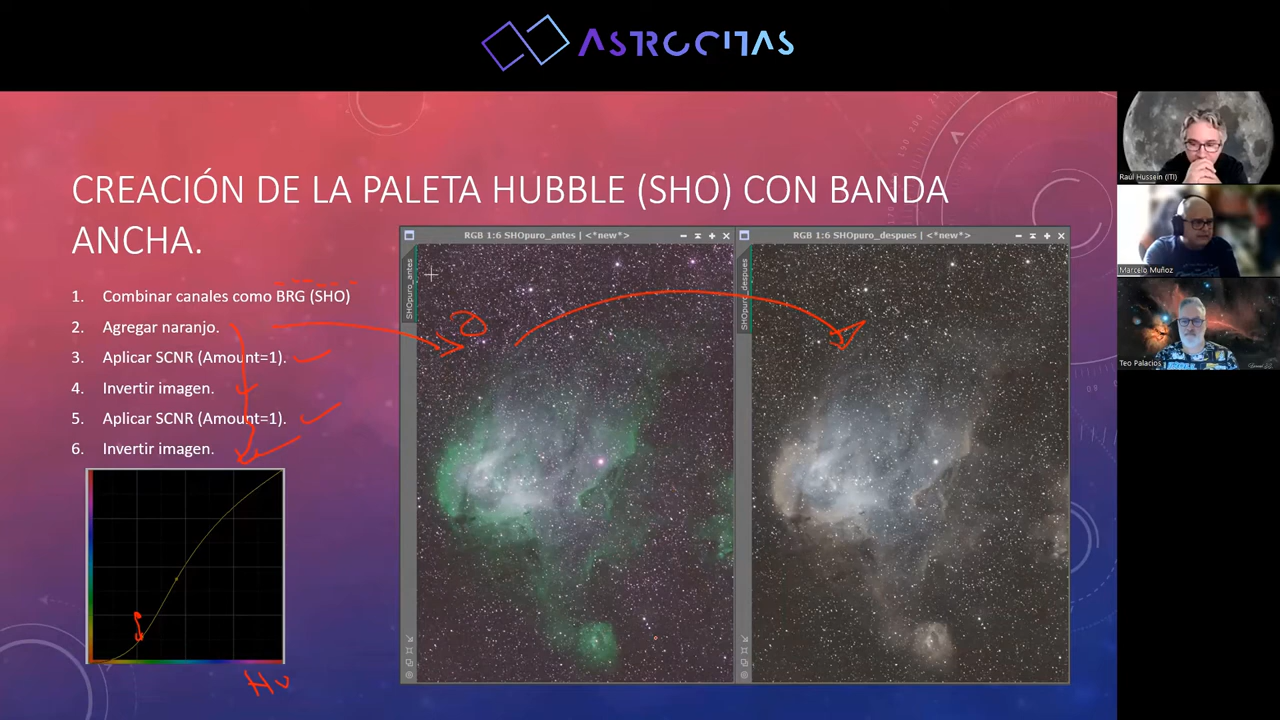 ASTROCITAS
CREACIÓN DE LA PALETA HUBBLE (SHO) CON BANDA
ANCHA.
1. Combinar canales como BRG (SHO)
2. Agregar naranjo.
3. Aplicar SCNR (Amount=1).
4. Invertir imagen.
5. Aplicar SCNR (Amount=1).
6. Invertir imagen.
Hu
RGB 1:6 SHOpuro_antes | <*new*>
SHOpuro_antes
RGB 1:6 SHOpuro_despues | <*new*>
SHOpuro_despues
Raúl Hussein (ITI)
Marcelo Muñoz
Teo Palacios